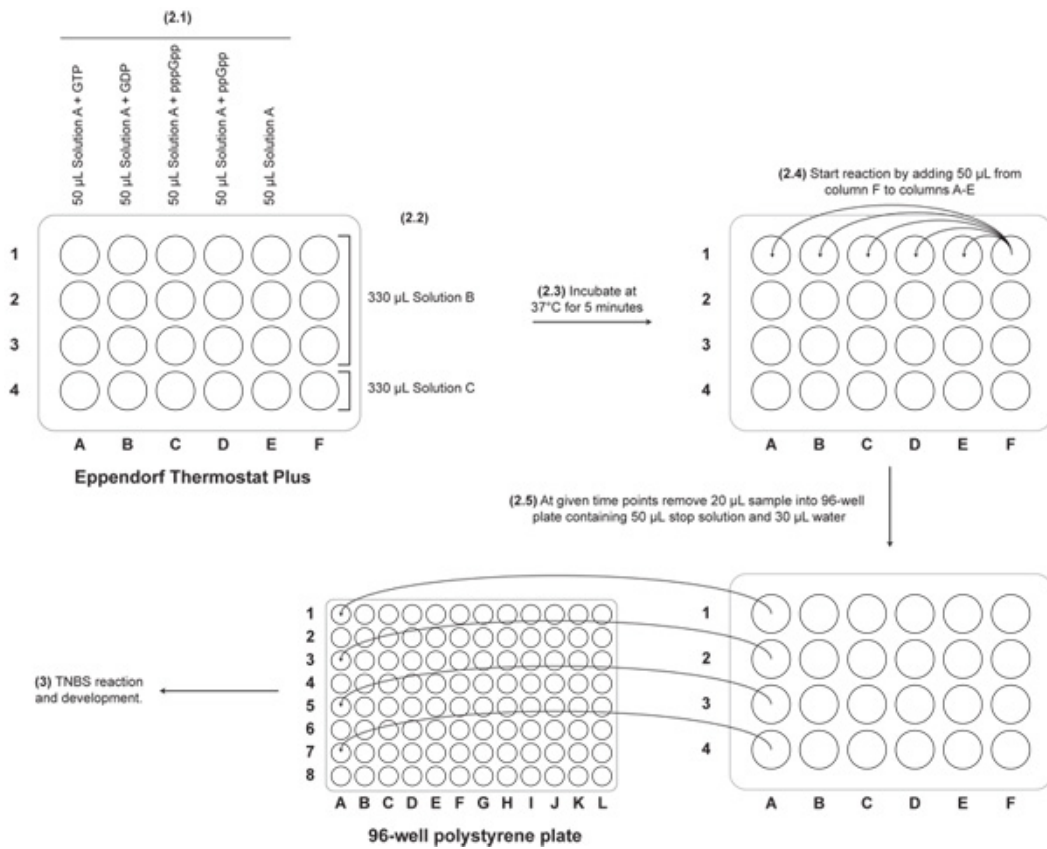 (2.1)
50 µL Solution A + GTP
50 µL Solution A + GDP
50 µL Solution A + pppGpp
50 µL Solution A + ppGpp
50 µL Solution A
(2.2)
1
2
3
4
330 µL Solution B
330 µL Solution C
A B C D E F
Eppendorf Thermostat Plus
(2.3) Incubate at
37°C for 5 minutes
(2.4) Start reaction by adding 50 µL from
column F to columns A-E
1
2
3
4
A B C D E F
(2.5) At given time points remove 20 µL sample into 96-well
plate containing 50 µL stop solution and 30 µL water
1
2
3
4
A B C D E F
1
2
3
4
5
6
7
8
A B C D E F G H I J K L
96-well polystyrene plate
(3) TNBS reaction
and development.